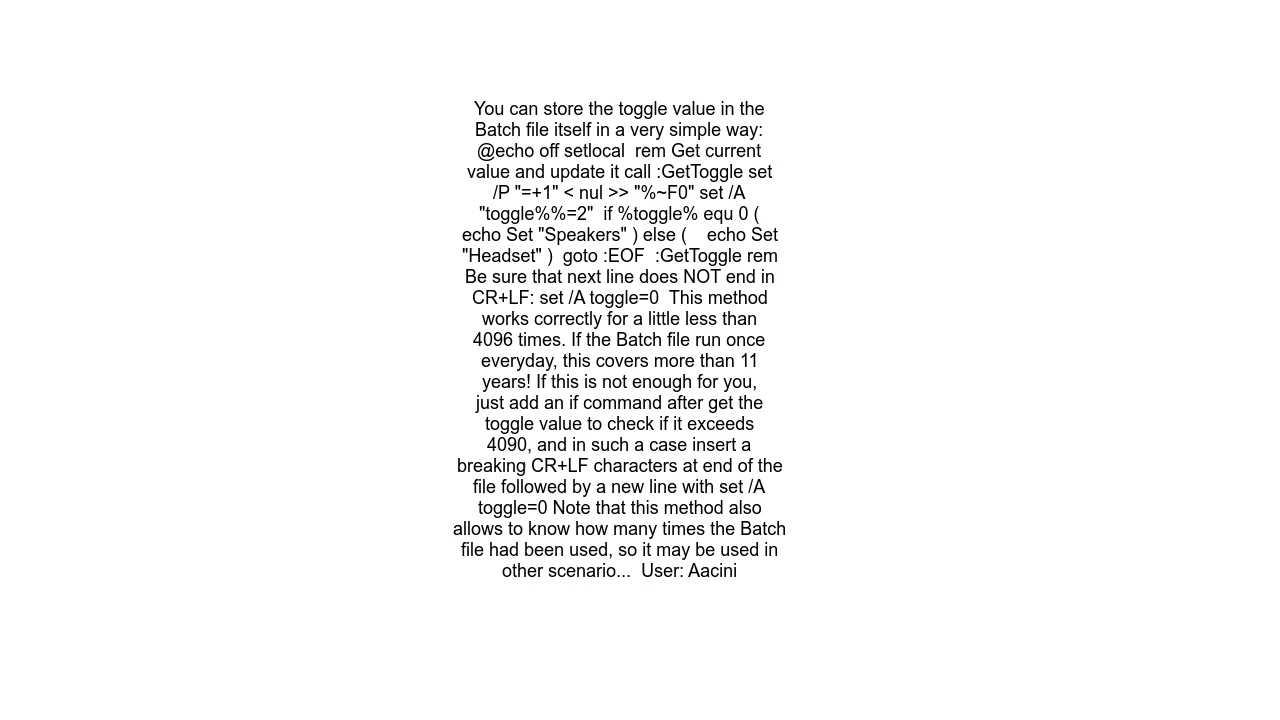 You can store the toggle value in the
Batch file itself in a very simple way:
@echo off setlocal  rem Get current
value and update it call :GetToggle set
/P "=+1" < nul >> "%~F0" set /A
"toggle%%=2"  if %toggle% equ 0 (
echo Set "Speakers" ) else (    echo Set
"Headset" )  goto :EOF  :GetToggle rem
Be sure that next line does NOT end in
CR+LF: set /A toggle=0  This method
works correctly for a little less than
4096 times. If the Batch file run once
everyday, this covers more than 11
years! If this is not enough for you,
just add an if command after get the
toggle value to check if it exceeds
4090, and in such a case insert a
breaking CR+LF characters at end of the
file followed by a new line with set /A
toggle=0 Note that this method also
allows to know how many times the Batch
file had been used, so it may be used in
other scenario...  User: Aacini